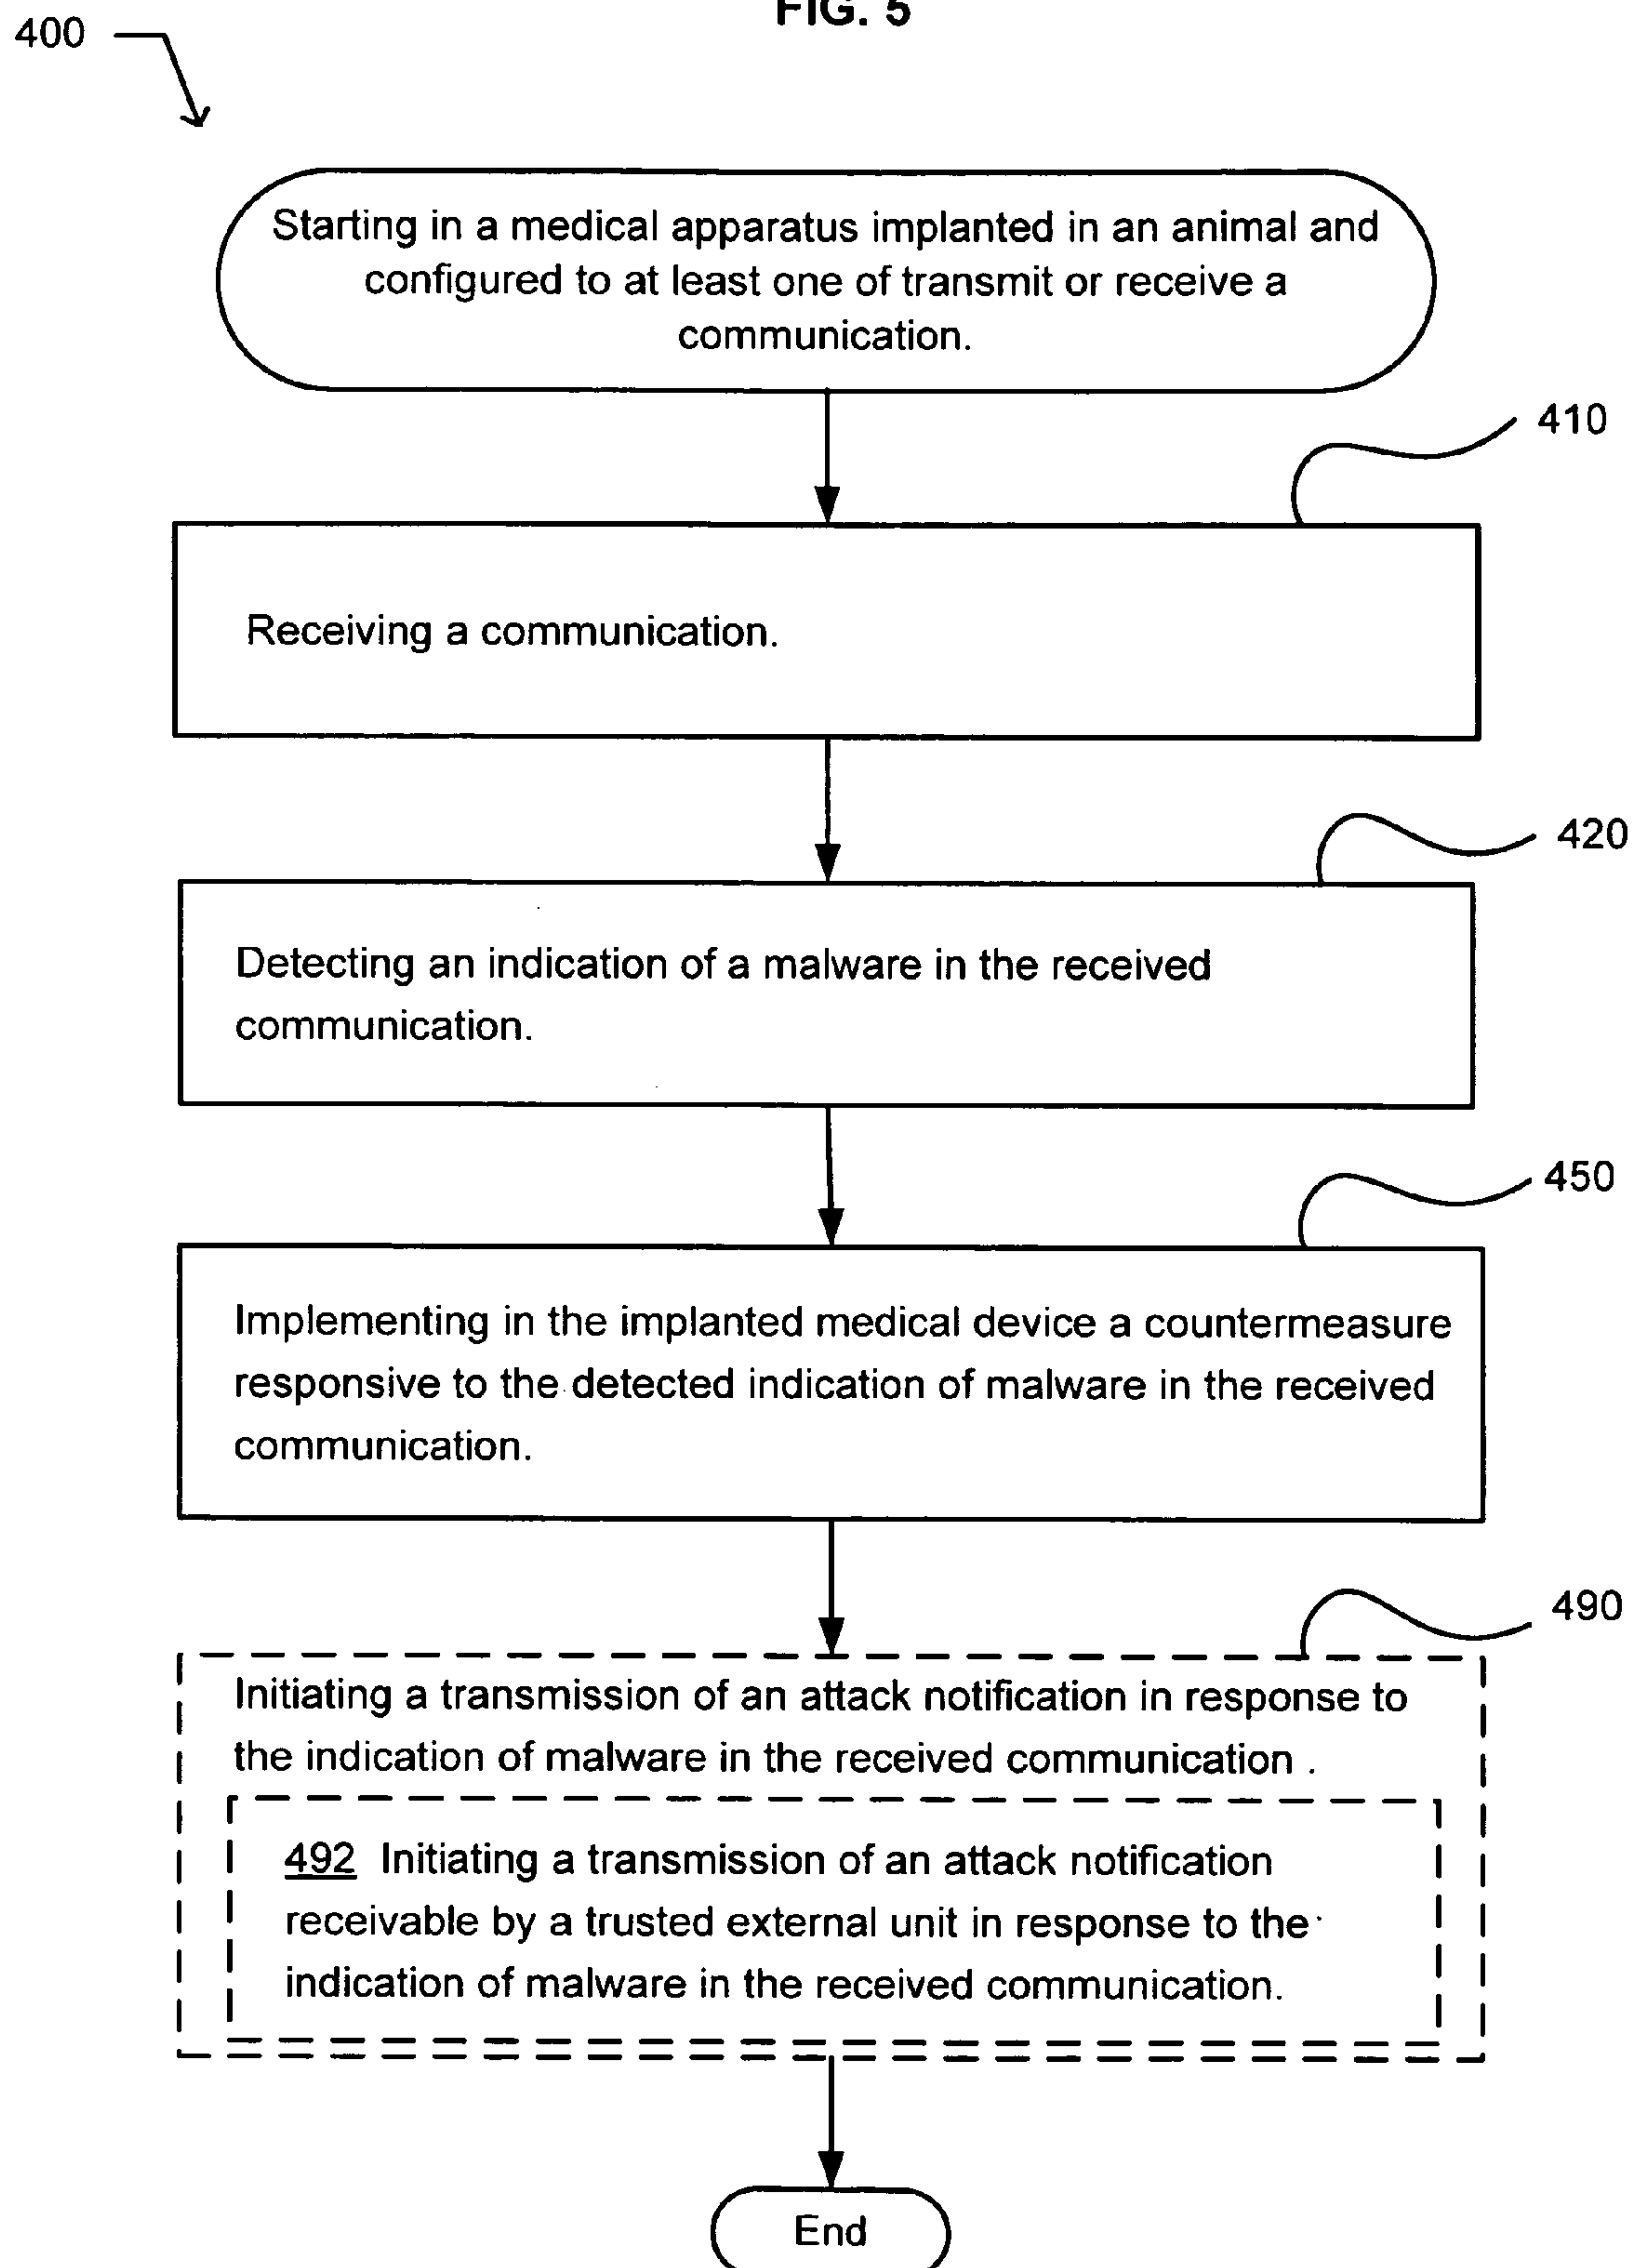 FIG. 5
400
Starting in a medical apparatus implanted in an animal and
configured to at least one of transmit or receive a
communication.
410
Receiving a communication.
420
Detecting an indication of a malware in the received
communication.
450
Implementing in the implanted medical device a countermeasure
responsive to the detected indication of malware in the received
communication.
490
Initiating a transmission of an attack notification in response to
the indication of malware in the received communication .
492 Initiating a transmission of an attack notification
receivable by a trusted external unit in response to the
indication of malware in the received communication.
End